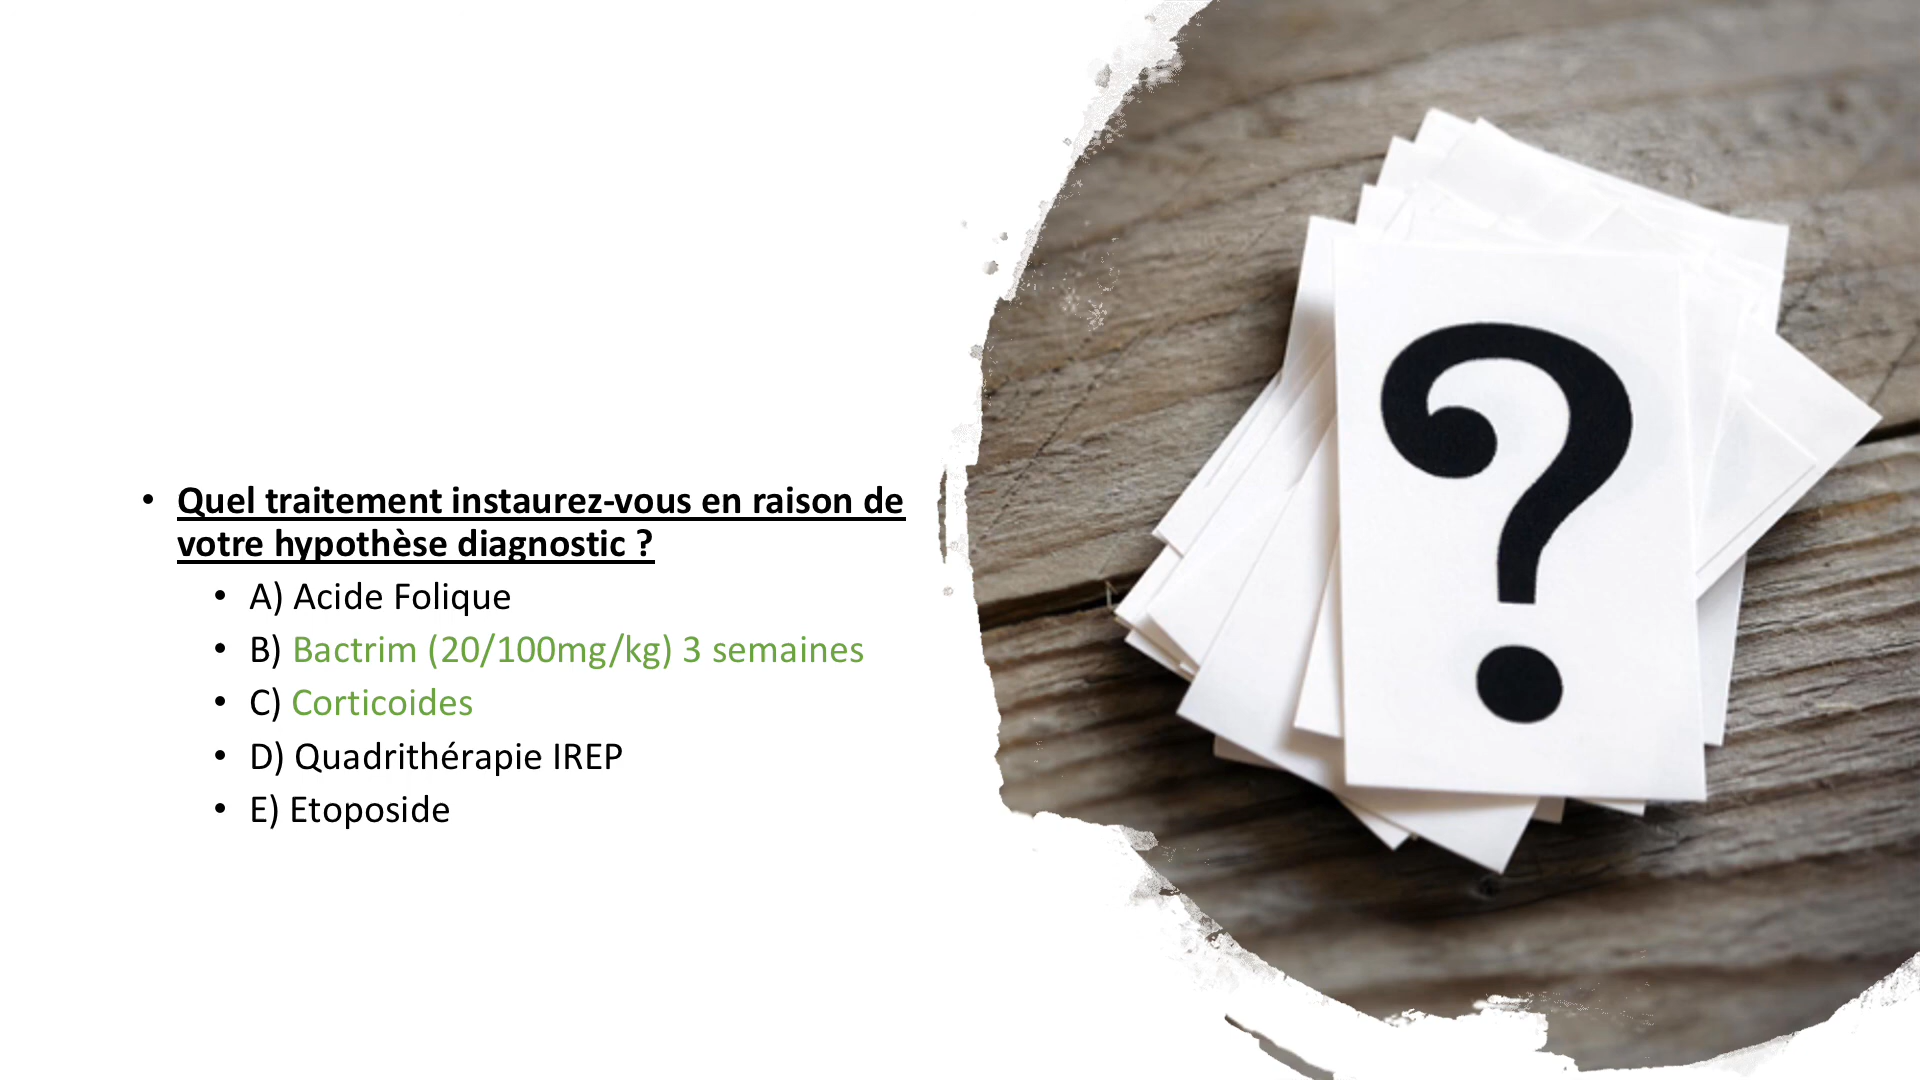 • Quel traitement instaurez-vous en raison de
votre hypothèse diagnostic ?
• A) Acide Folique
• B) Bactrim (20/100mg/kg) 3 semaines
• C) Corticoides
• D) Quadrithérapie IREP
• E) Etoposide
?